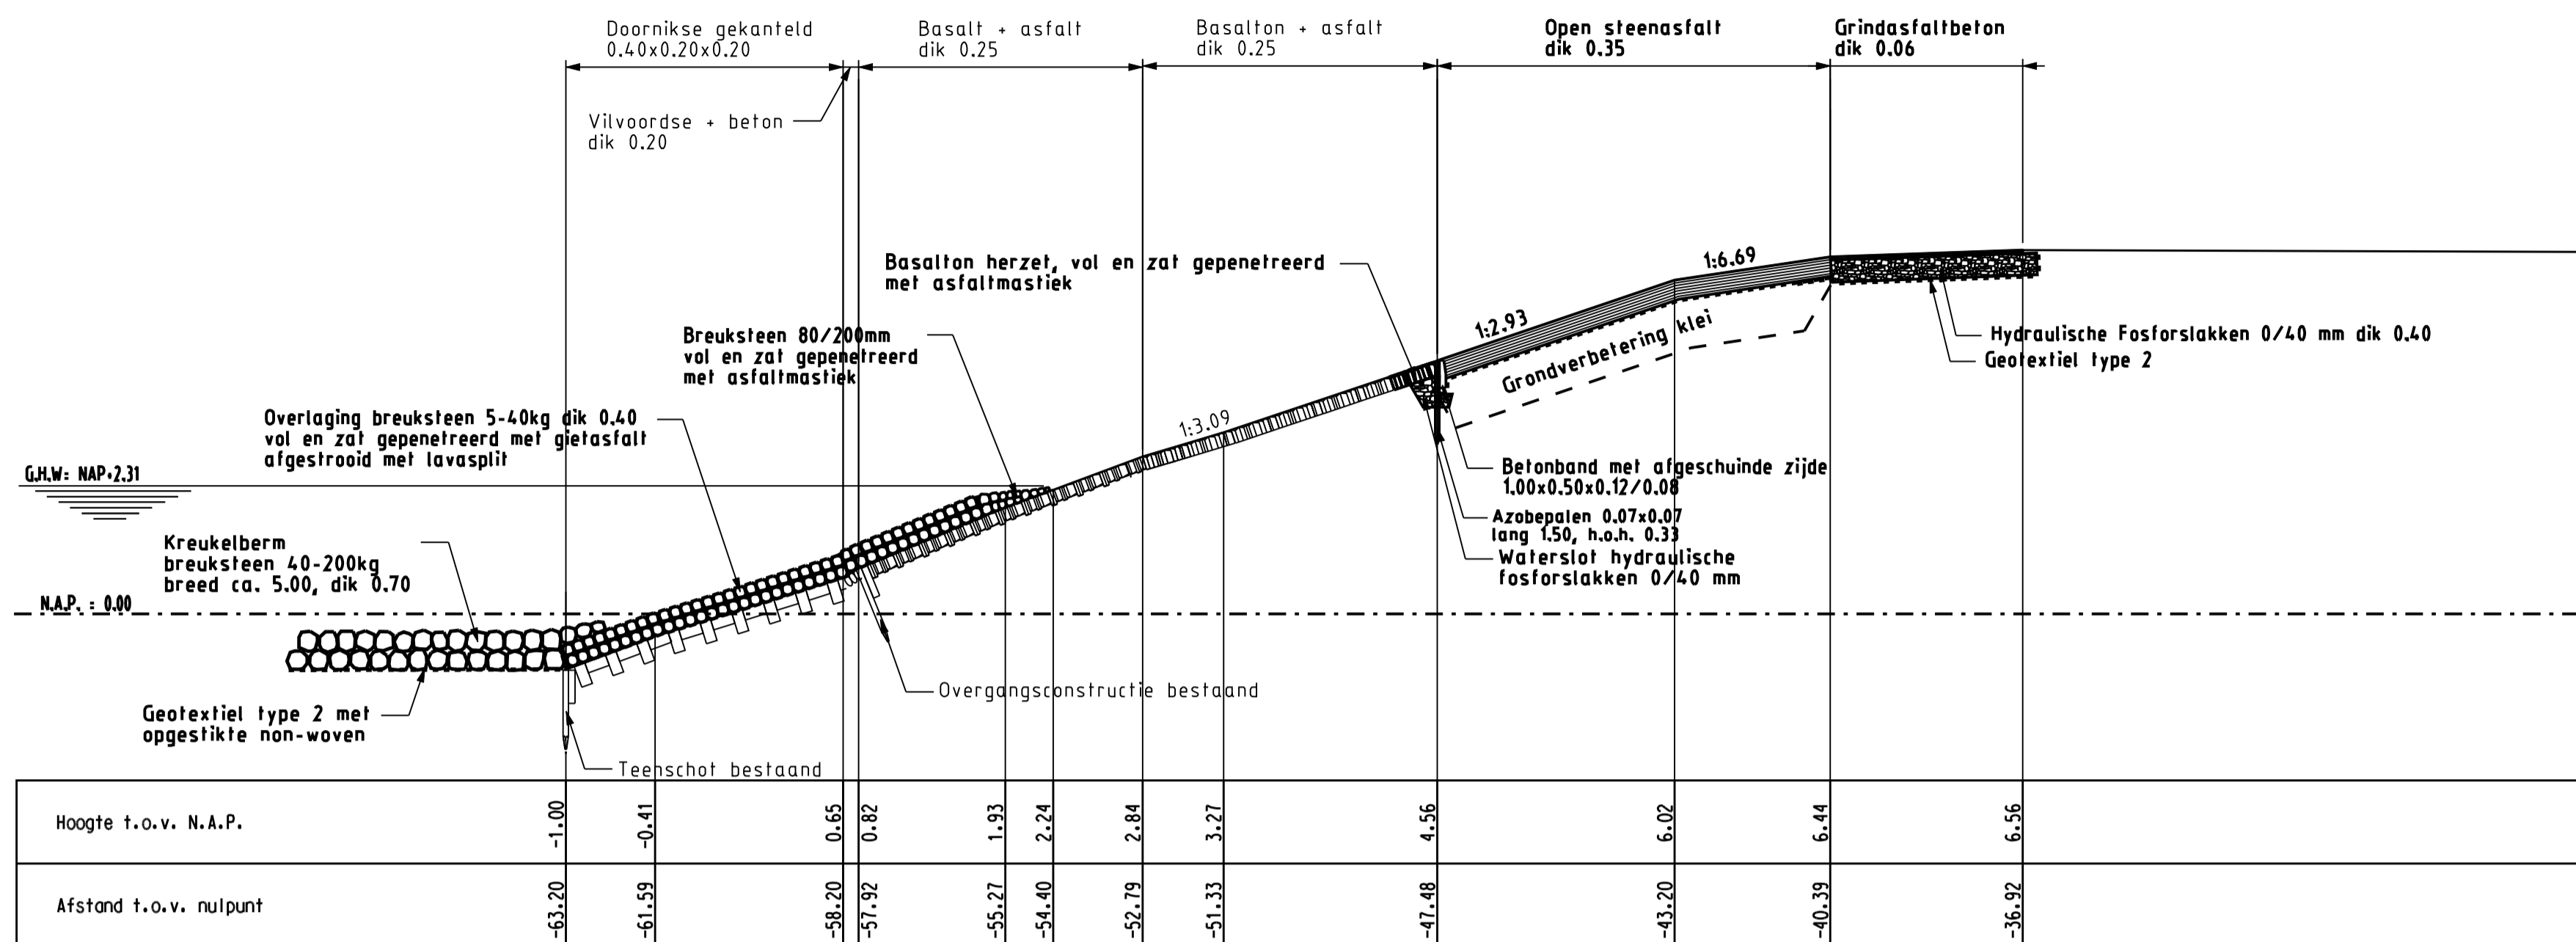 Doornikse gekanteld
0.40x0.20x0.20
Basalt + asfalt
dik 0.25
Basalton + asfalt
dik 0.25
Open steenasfalt
dik 0.35
Grindasfaltbeton
dik 0.06
Vilvoordse + beton
dik 0.20
Basalton herzet, vol en zat gepenetreerd
met asfaltmastiek
1:6.69
1:2.93
Grondverbetering klei
Hydraulische Fosforslakken 0/40 mm dik 0.40
Geotextiel type 2
Breuksteen 80/200mm
vol en zat gepenetreerd
met asfaltmastiek
1:3.09
Overlaging breuksteen 5-40kg dik 0.40
vol en zat gepenetreerd met gietasfalt
afgestrooid met lavasplit
G.H.W: NAP+2.31
Betonband met afgeschuinde zijde
1.00x0.50x0.12/0.08
Azobepalen 0.07x0.07
lang 1.50, h.o.h. 0.33
Waterslot hydraulische
fosforslakken 0/40 mm
Kreukelberm
breuksteen 40-200kg
breed ca. 5.00, dik 0.70
N.A.P. : 0.00
Overgangsconstructie bestaand
Geotextiel type 2 met
opgestikte non-woven
Teenschot bestaand
Hoogte t.o.v. N.A.P. -1.00 -0.41 0.65 0.82 1.93 2.24 2.84 3.27 4.56 6.02 6.44 6.56
Afstand t.o.v. nulpunt -63.20 -61.59 -58.20 -57.92 -55.27 -54.40 -52.79 -51.33 -47.48 -43.20 -40.39 -36.92